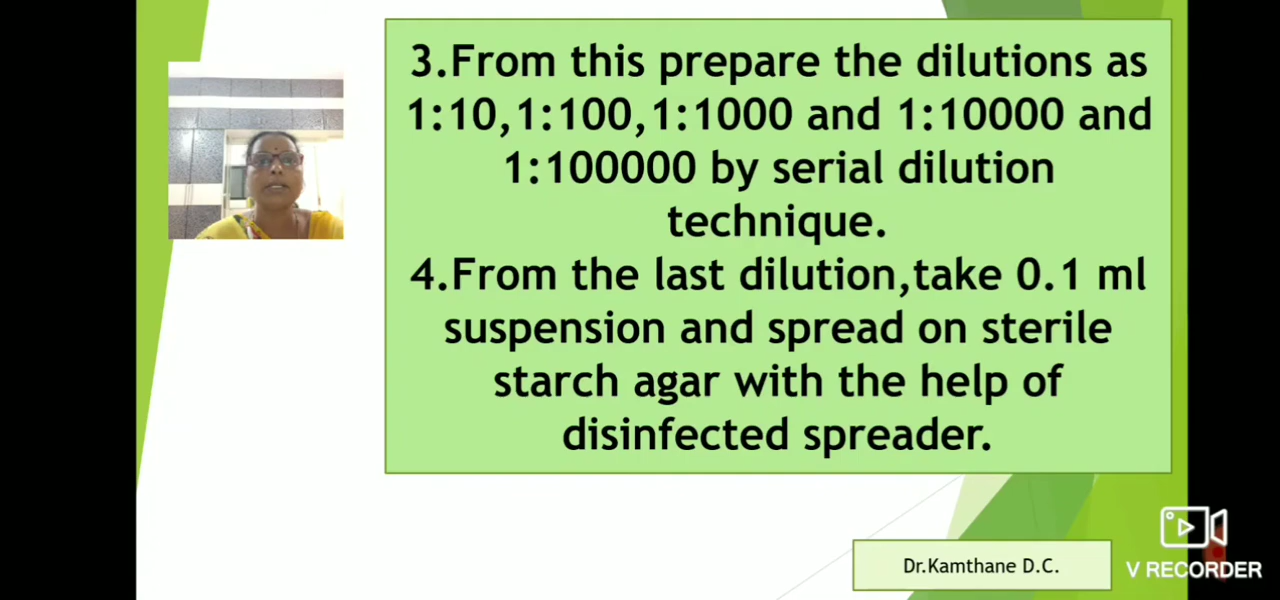 3.From this prepare the dilutions as
1:10,1:100,1:1000 and 1:10000 and
1:100000 by serial dilution
technique.
4.From the last dilution,take 0.1 ml
suspension and spread on sterile
starch agar with the help of
disinfected spreader.
Dr.Kamthane D.C.
V RECORDER